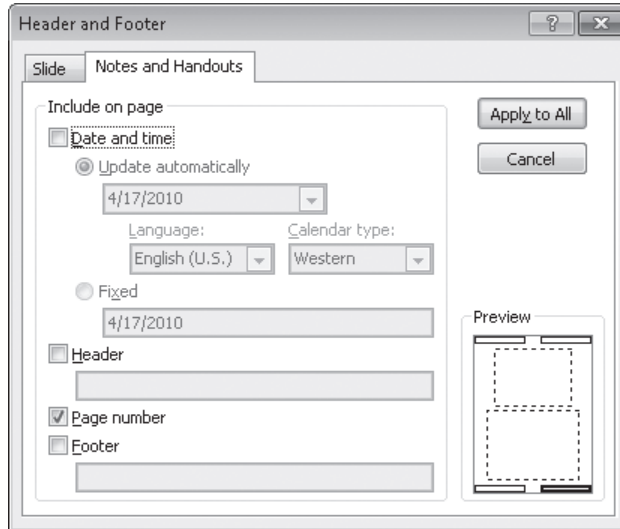 Header and Footer
Slide
Notes and Handouts
Include on page
Date and time
Update automatically
4/17/2010
Language:
Calendar type:
English (U.S.)
Western
Fixed
4/17/2010
Header
Page number
Footer
Apply to All
Cancel
Preview